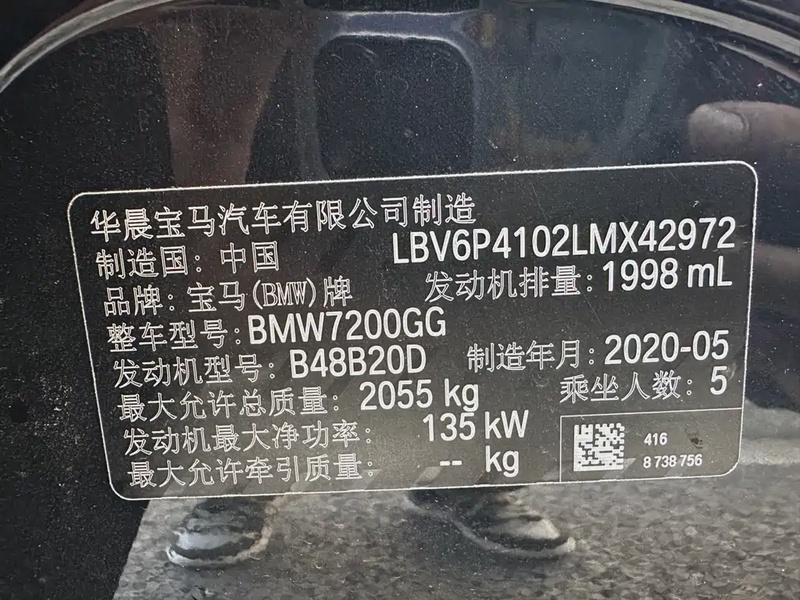 华晨宝马汽车有限公司制造
制造国: 中国 LBV6P4102LMX42972
品牌: 宝马(BMW)牌 发动机排量: 1998 mL
整车型号: BMW7200GG
发动机型号: B48B20D 制造年月: 2020-05
最大允许总质量: 2055 kg 乘坐人数: 5
发动机最大净功率: 135 kW
最大允许牵引质量: -- kg
416
8 738 756